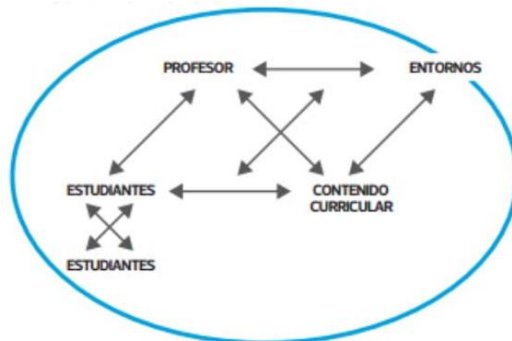 PROFESOR
ENTORNOS
ESTUDIANTES
CONTENIDO
CURRICULAR
ESTUDIANTES